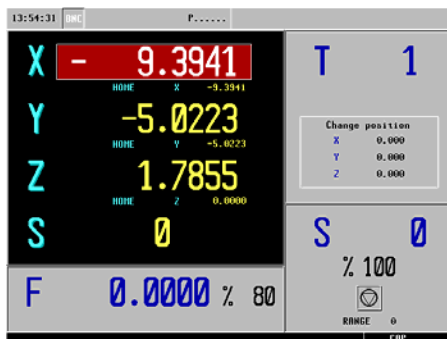 13:54:31 DNC P......
X - 9.3941
HOME X -9.3941
Y -5.0223
HOME Y -5.0223
Z 1.7855
HOME Z 0.0000
S 0
F 0.0000 % 80
T 1
Change position
X 0.000
Y 0.000
Z 0.000
S 0
% 100
RANGE 0
CAP